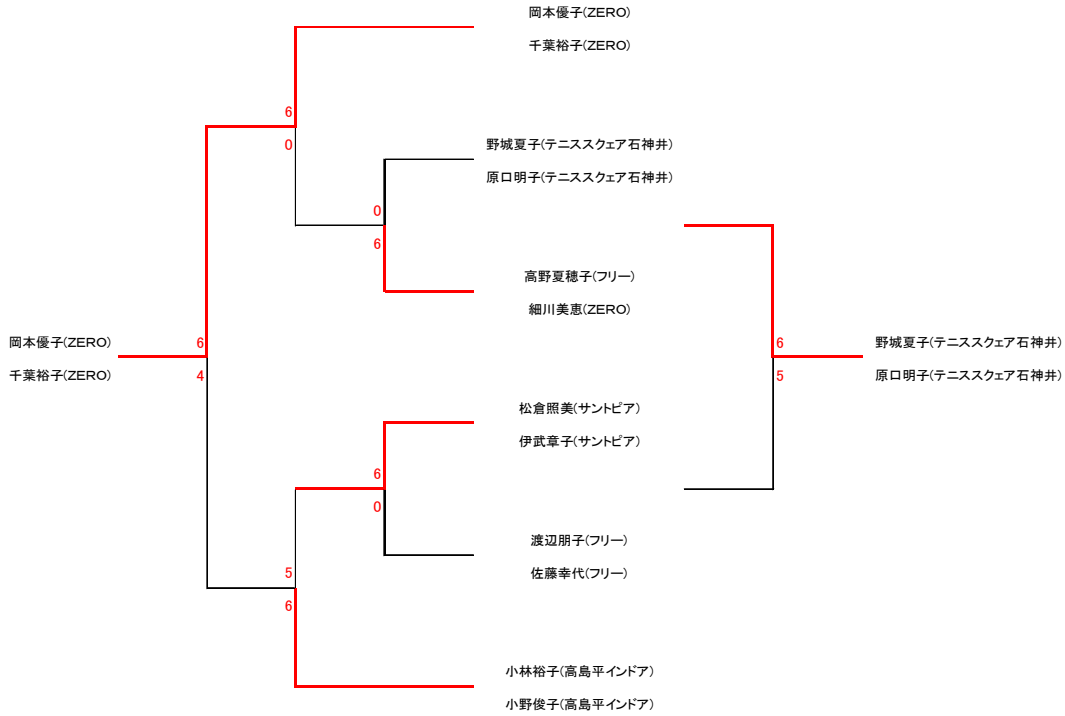 岡本優子(ZERO)
千葉裕子(ZERO)
6
0
野城夏子(テニススクェア石神井)
原口明子(テニススクェア石神井)
0
6
高野夏穂子(フリー)
細川美恵(ZERO)
岡本優子(ZERO)
千葉裕子(ZERO)
6
4
6
5
野城夏子(テニススクェア石神井)
原口明子(テニススクェア石神井)
松倉照美(サントピア)
伊武章子(サントピア)
6
0
渡辺朋子(フリー)
佐藤幸代(フリー)
5
6
小林裕子(高島平インドア)
小野俊子(高島平インドア)